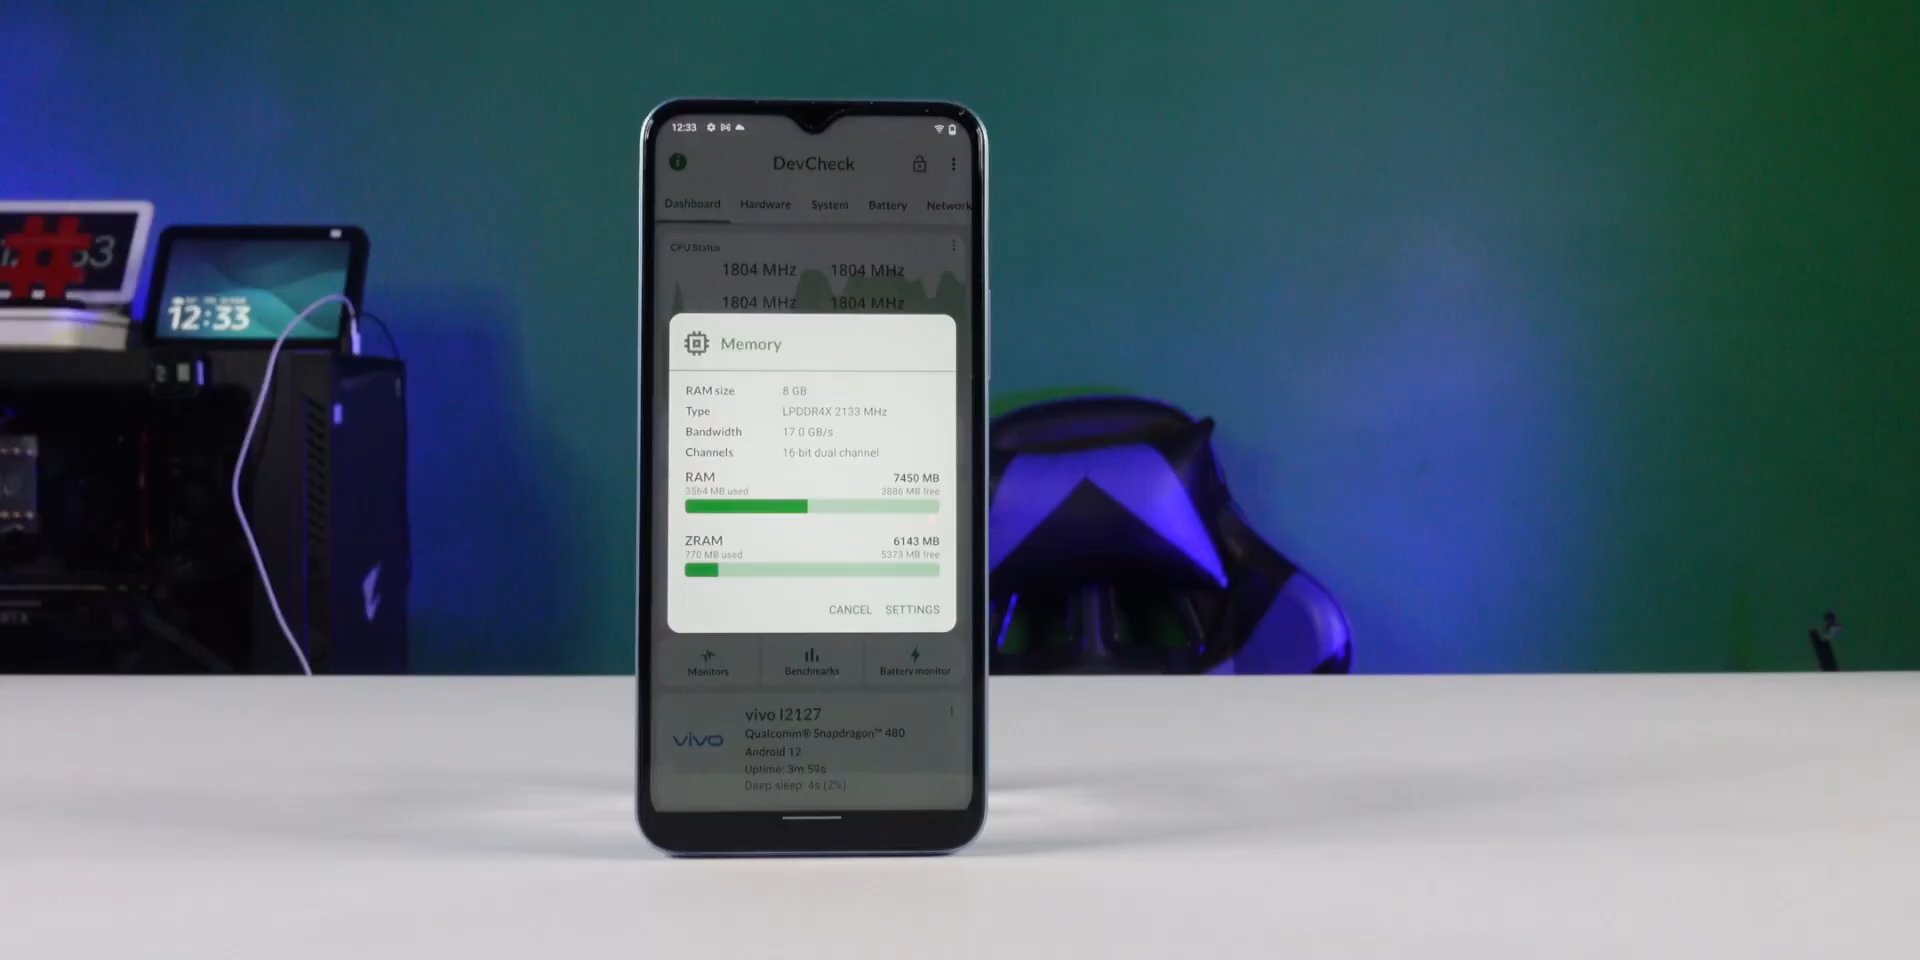 12:33
DevCheck
Dashboard Hardware System Battery Network
CPU Status
1804 MHz 1804 MHz
1804 MHz 1804 MHz
Memory
RAM size 8 GB
Type LPDDR4X 2133 MHz
Bandwidth 17.0 GB/s
Channels 16-bit dual channel
RAM 7450 MB
3564 MB used 3886 MB free
ZRAM 6143 MB
770 MB used 5373 MB free
CANCEL SETTINGS
Monitors Benchmarks Battery monitor
vivo I2127
vivo Qualcomm® Snapdragon™ 480
Android 12
Uptime: 3m 59s
Deep sleep: 4s (2%)
12:33
#